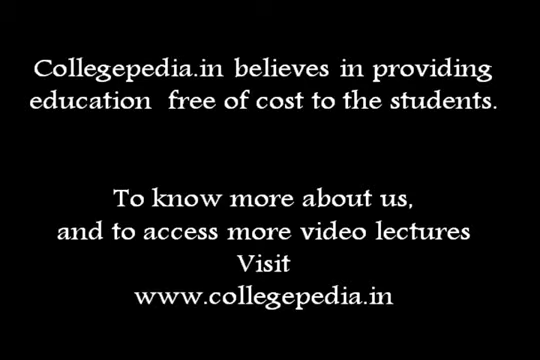 Collegepedia.in believes in providing
education free of cost to the students.
To know more about us,
and to access more video lectures
Visit
www.collegepedia.in